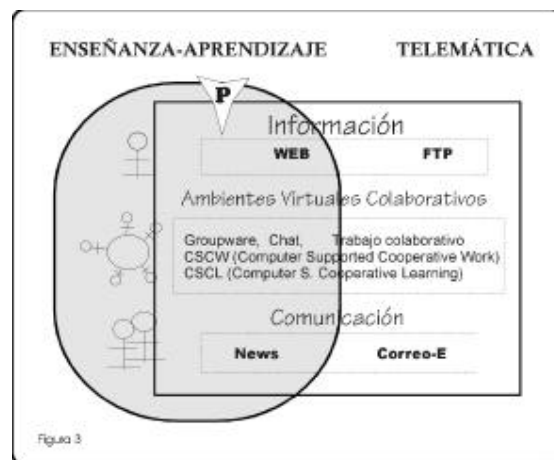 ENSEÑANZA-APRENDIZAJE TELEMÁTICA
P
Información
WEB FTP
Ambientes Virtuales Colaborativos
Groupware, Chat, Trabajo colaborativo
CSCW (Computer Supported Cooperative Work)
CSCL (Computer S. Cooperative Learning)
Comunicación
News Correo-E
Figura 3